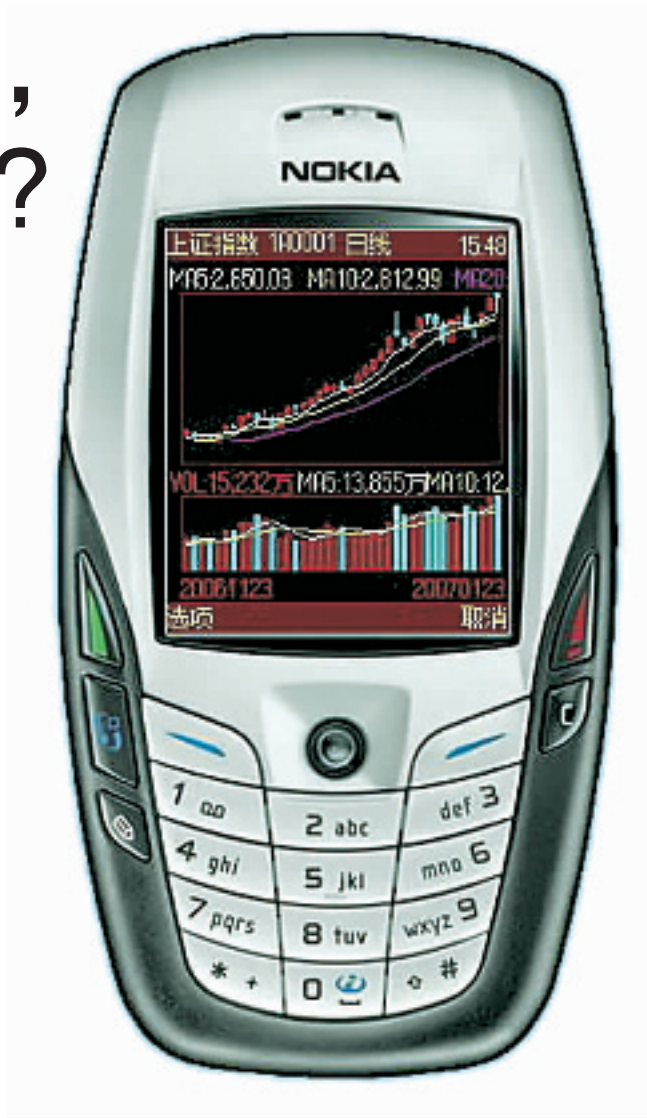 ,
?
NOKIA
上证指数 1A0001 日线 15:48
MA5:2,850.03 MA10:2,812.99 MA20:
VOL:15,232万 MA5:13,855万 MA10:12,
20061123 20070123
选项 取消
1
2 abc
def 3
4 ghi
5 jkl
mno 6
7 pqrs
8 tuv
wxyz 9
* +
0
#